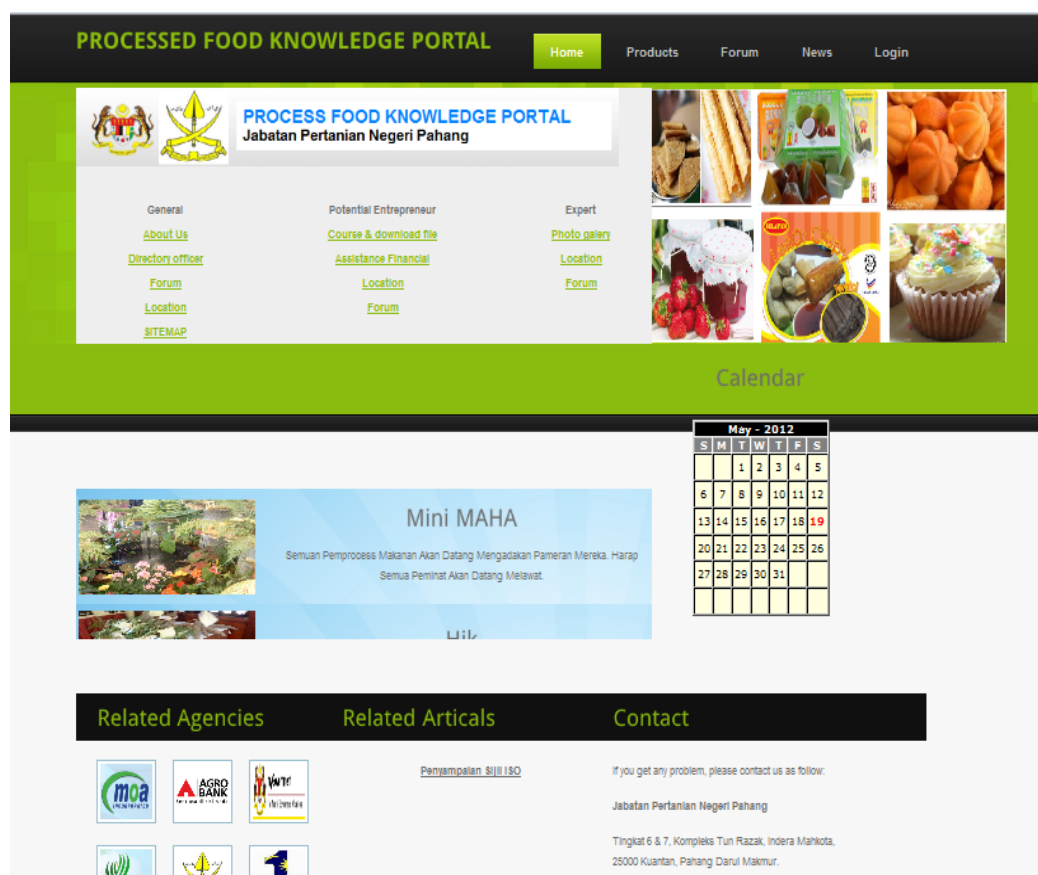 PROCESSED FOOD KNOWLEDGE PORTAL
Home Products Forum News Login
PROCESS FOOD KNOWLEDGE PORTAL
Jabatan Pertanian Negeri Pahang
General Potential Entrepreneur Expert
About Us Course & download file Photo galery
Directory officer Assistance Financial Location
Forum Location Forum
Location Forum
SITEMAP
Calendar
May - 2012
S M T W T F S
1 2 3 4 5
6 7 8 9 10 11 12
13 14 15 16 17 18 19
20 21 22 23 24 25 26
27 28 29 30 31
Mini MAHA
Semuan Pemprocess Makanan Akan Datang Mengadakan Pameran Mereka. Harap
Semua Peminat Akan Datang Melawat.
Related Agencies Related Articals Contact
moa
AGRO
BANK
Penyampaian Sijil ISO
If you get any problem, please contact us as follow:
Jabatan Pertanian Negeri Pahang
Tingkat 6 & 7, Kompleks Tun Razak, Indera Mahkota,
25000 Kuantan, Pahang Darul Makmur.